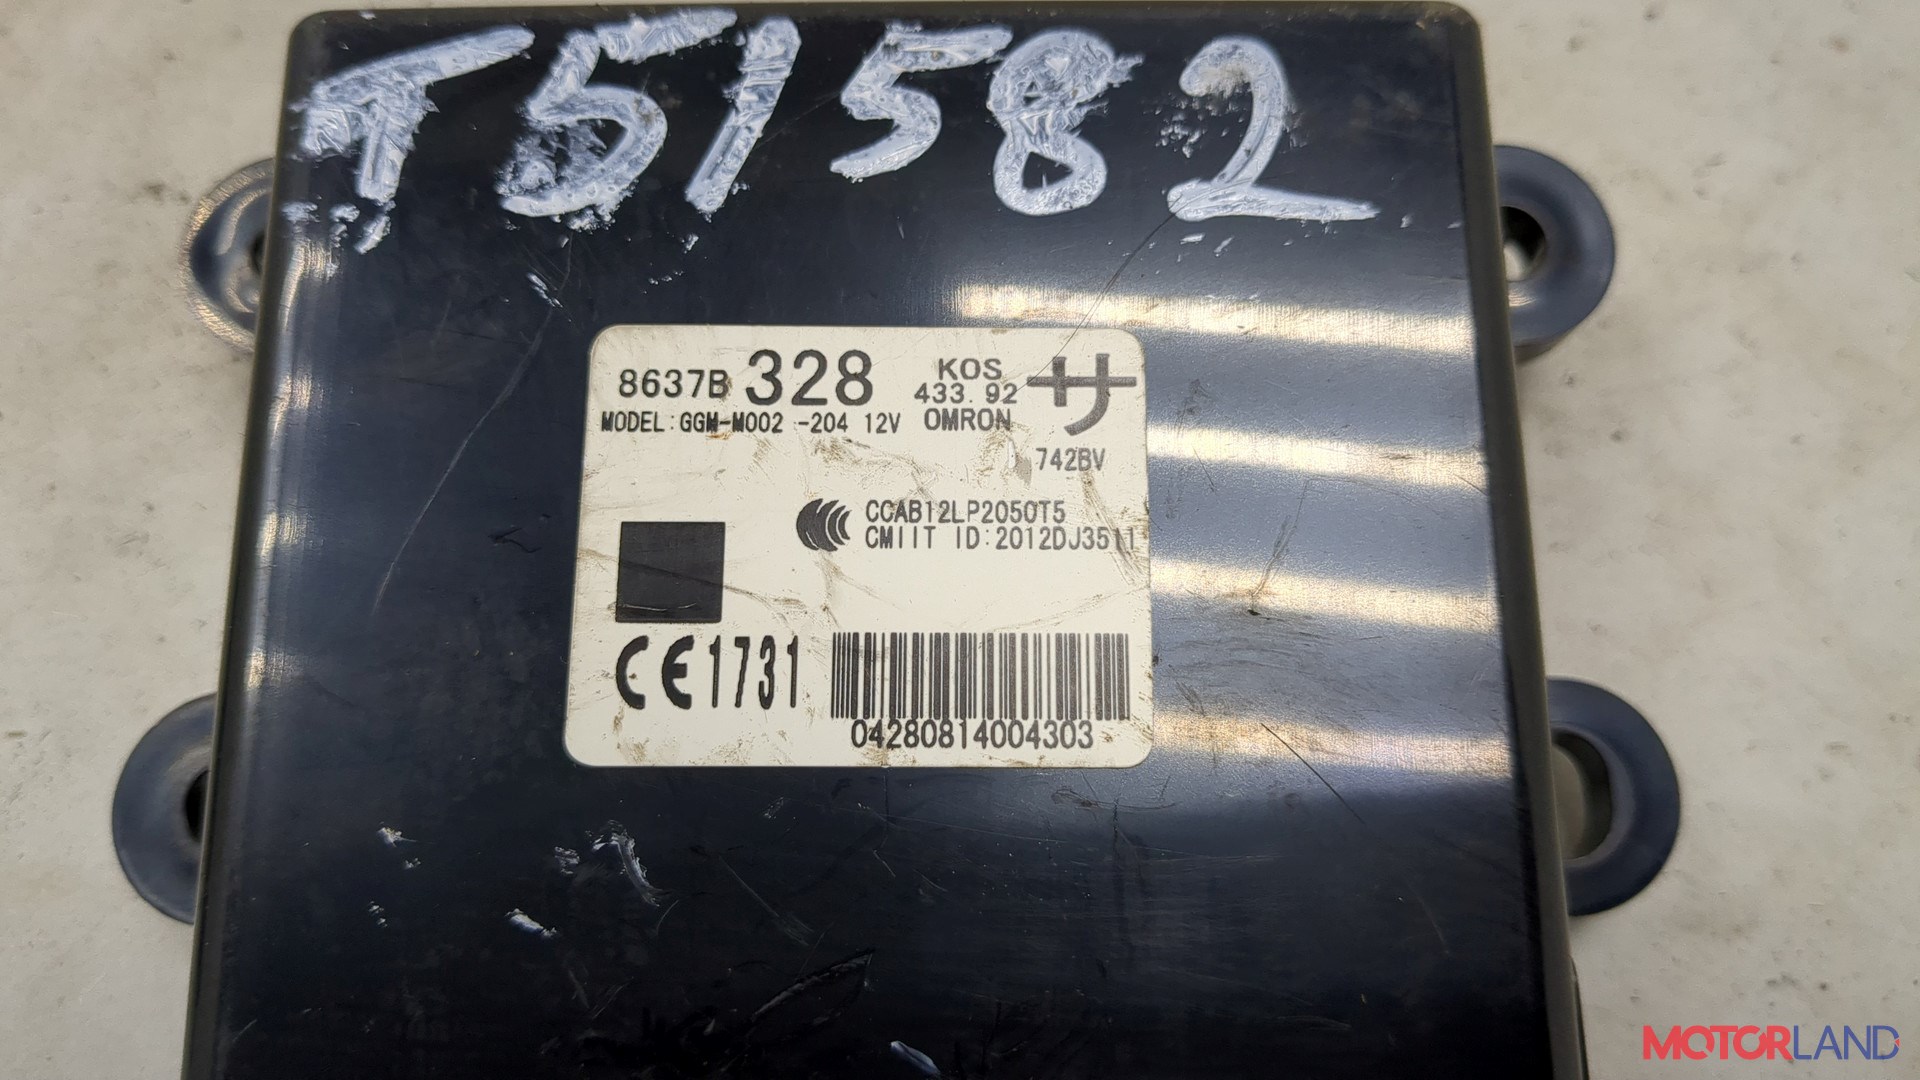 T51582
8637B 328 KOS
433.92
MODEL:GGM-M002 -204 12V OMRON
742BV
CCAB12LP2050T5
CMIIT ID:2012DJ3511
CE1731
04280814004303
MOTORLAND